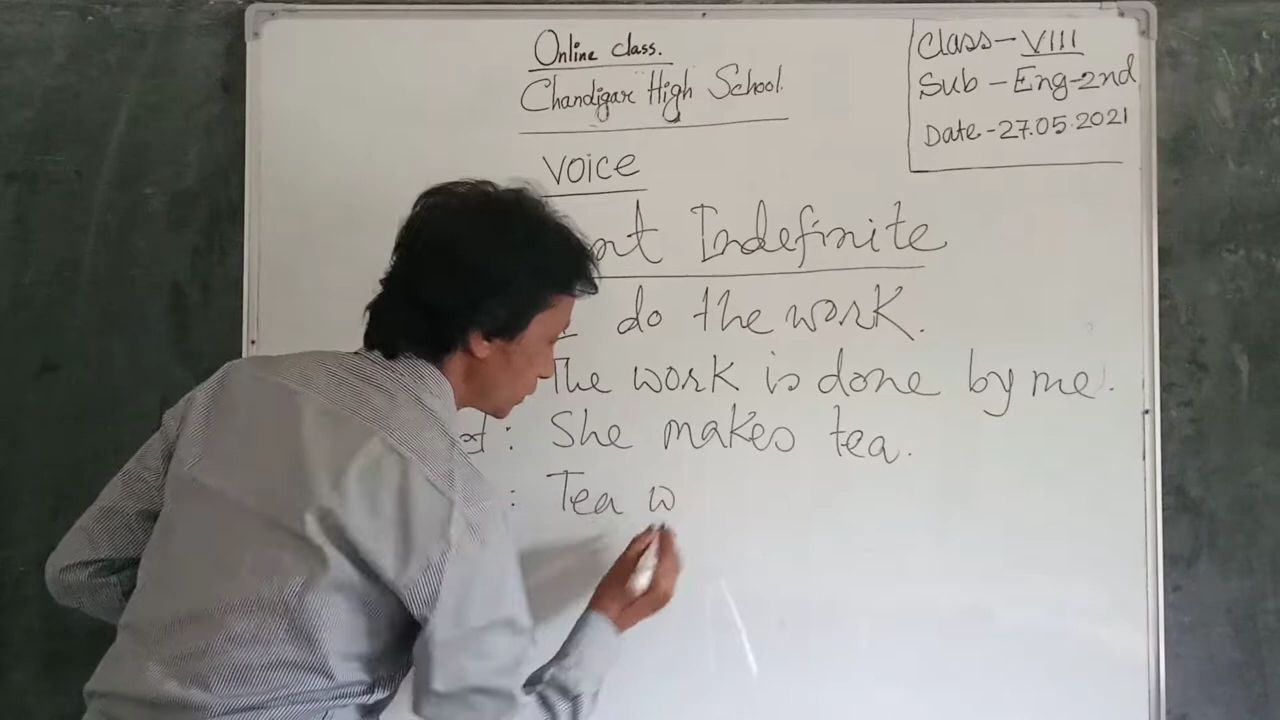 Online class.
Chandigar High School.
Class-VIII
Sub-Eng-2nd
Date-27.05.2021
VOICE
Indefinite
do the work.
The work is done by me.
: She makes tea.
: Tea w